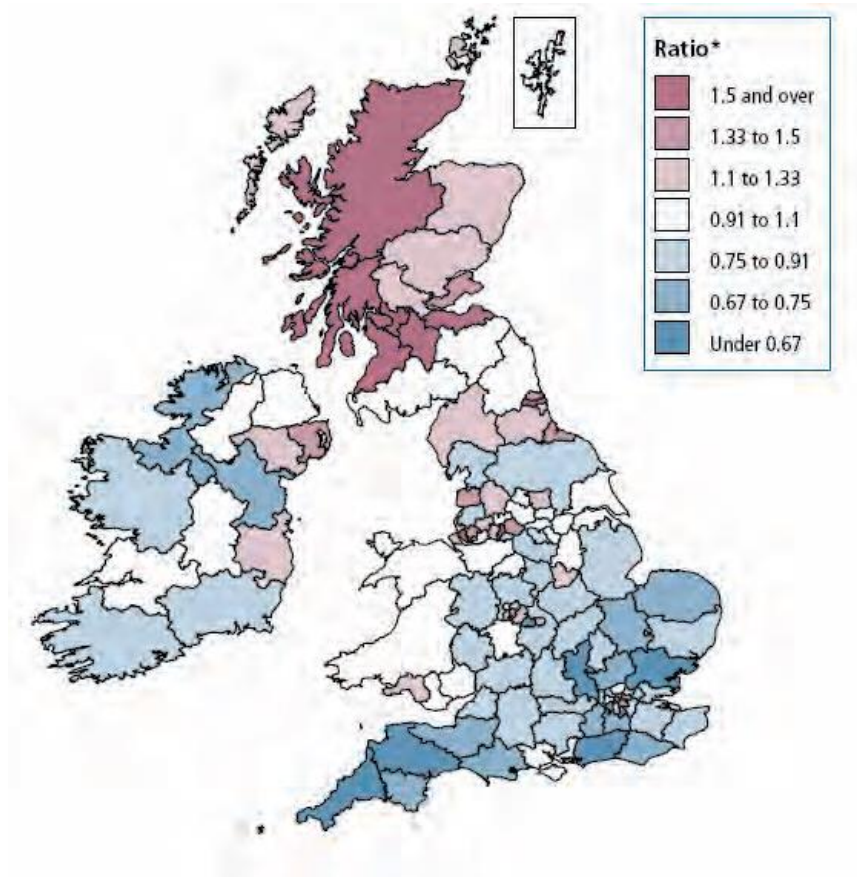 Ratio*
1.5 and over
1.33 to 1.5
1.1 to 1.33
0.91 to 1.1
0.75 to 0.91
0.67 to 0.75
Under 0.67